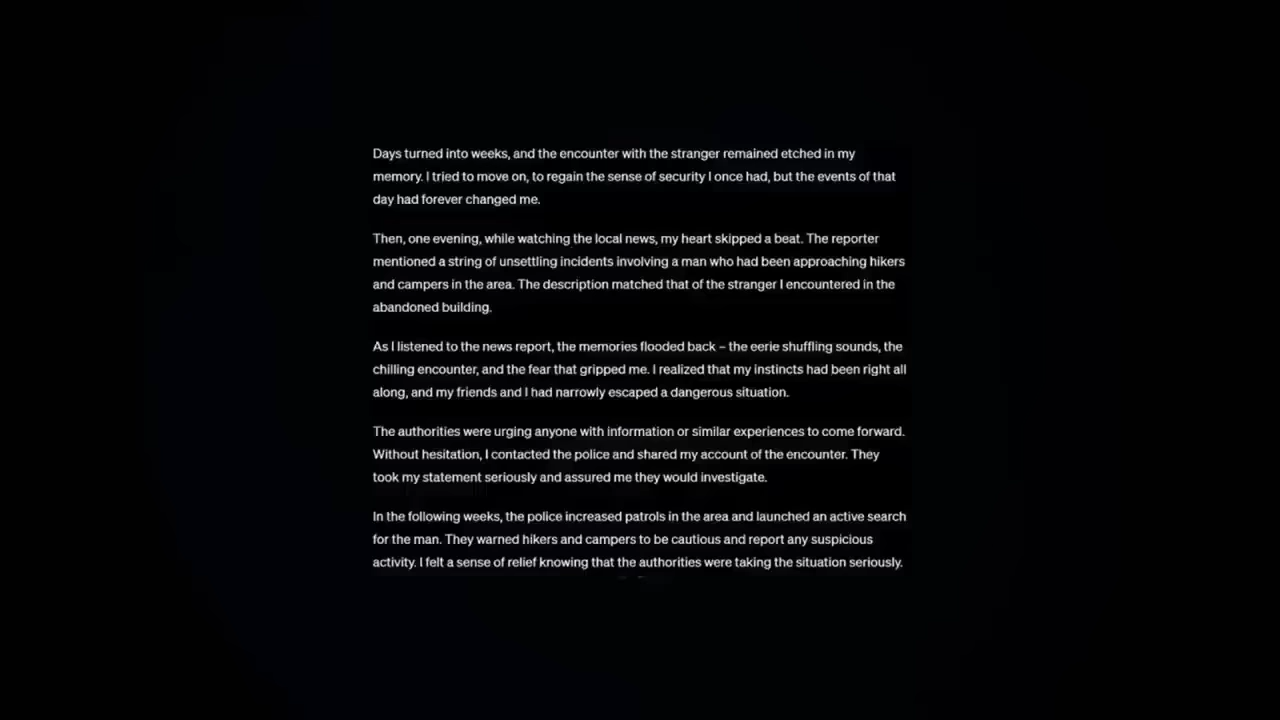 Days turned into weeks, and the encounter with the stranger remained etched in my
memory. I tried to move on, to regain the sense of security I once had, but the events of that
day had forever changed me.
Then, one evening, while watching the local news, my heart skipped a beat. The reporter
mentioned a string of unsettling incidents involving a man who had been approaching hikers
and campers in the area. The description matched that of the stranger I encountered in the
abandoned building.
As I listened to the news report, the memories flooded back – the eerie shuffling sounds, the
chilling encounter, and the fear that gripped me. I realized that my instincts had been right all
along, and my friends and I had narrowly escaped a dangerous situation.
The authorities were urging anyone with information or similar experiences to come forward.
Without hesitation, I contacted the police and shared my account of the encounter. They
took my statement seriously and assured me they would investigate.
In the following weeks, the police increased patrols in the area and launched an active search
for the man. They warned hikers and campers to be cautious and report any suspicious
activity. I felt a sense of relief knowing that the authorities were taking the situation seriously.